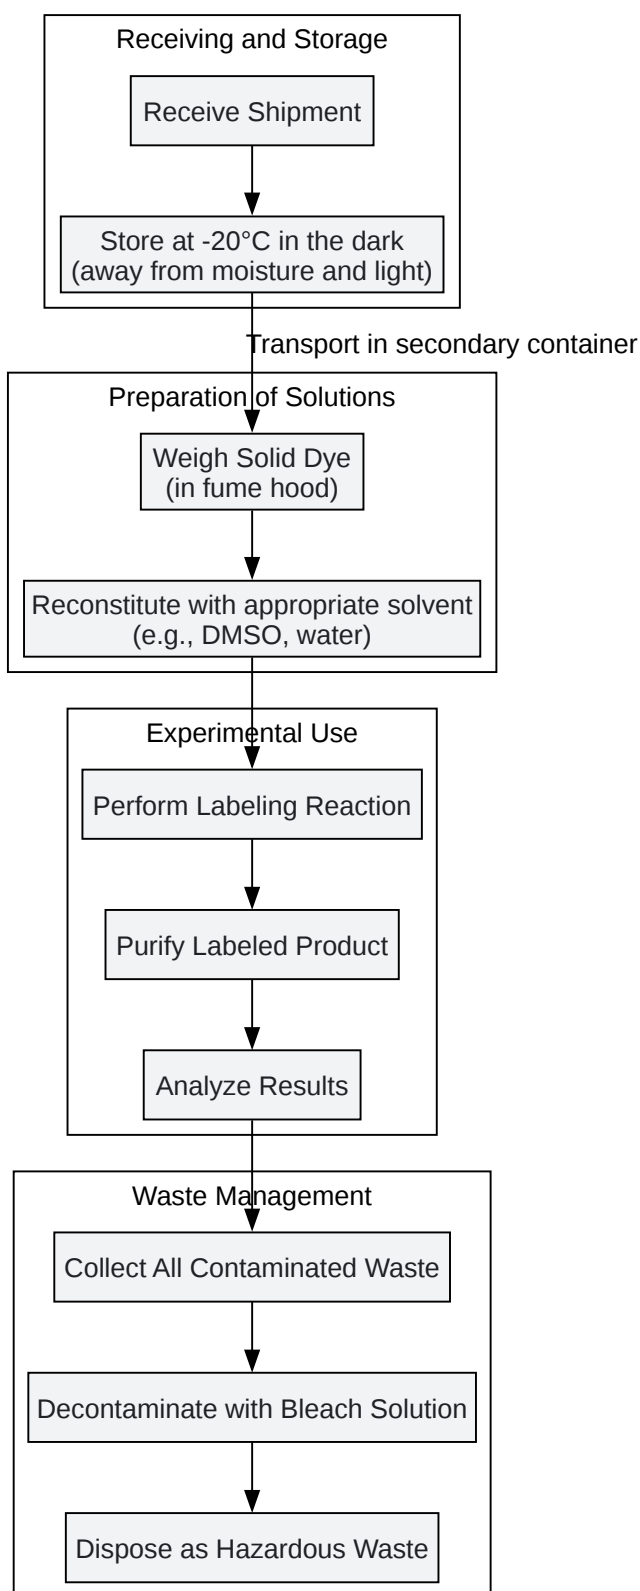 Receiving and Storage
Receive Shipment
Store at -20°C in the dark
(away from moisture and light)
Transport in secondary container
Preparation of Solutions
Weigh Solid Dye
(in fume hood)
Reconstitute with appropriate solvent
(e.g., DMSO, water)
Experimental Use
Perform Labeling Reaction
Purify Labeled Product
Analyze Results
Waste Management
Collect All Contaminated Waste
Decontaminate with Bleach Solution
Dispose as Hazardous Waste